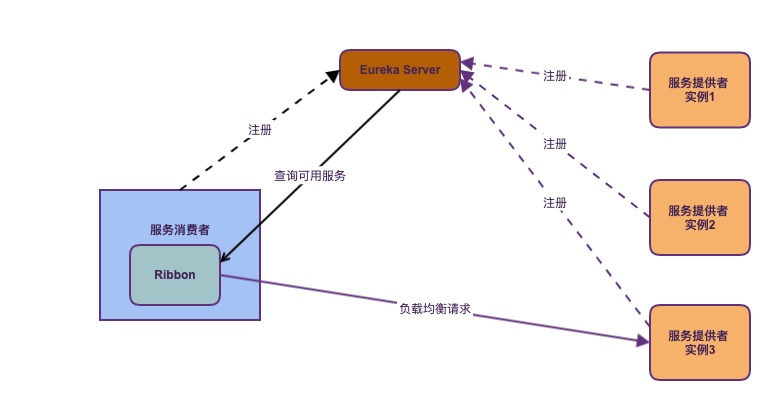 Eureka Server
注册
服务提供者
实例1
注册
注册
查询可用服务
服务提供者
实例2
注册
服务消费者
Ribbon
负载均衡请求
服务提供者
实例3